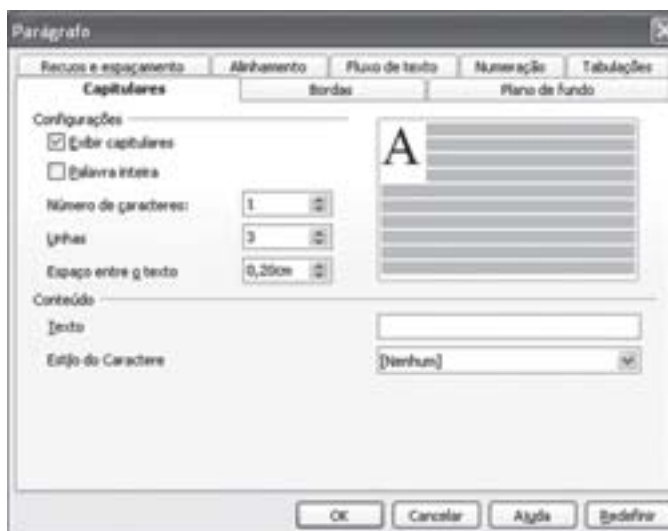 Parágrafo
Recuos e espaçamento Alinhamento Fluxo de texto Numeração Tabulações
Capitulares Bordas Plano de fundo
Configurações
Exibir capitulares
Palavra inteira
Número de caracteres: 1
Linhas 3
Espaço entre o texto 0,20cm
A
Conteúdo
Texto
Estilo do Caractere [Nenhum]
OK Cancelar Ajuda Redefinir